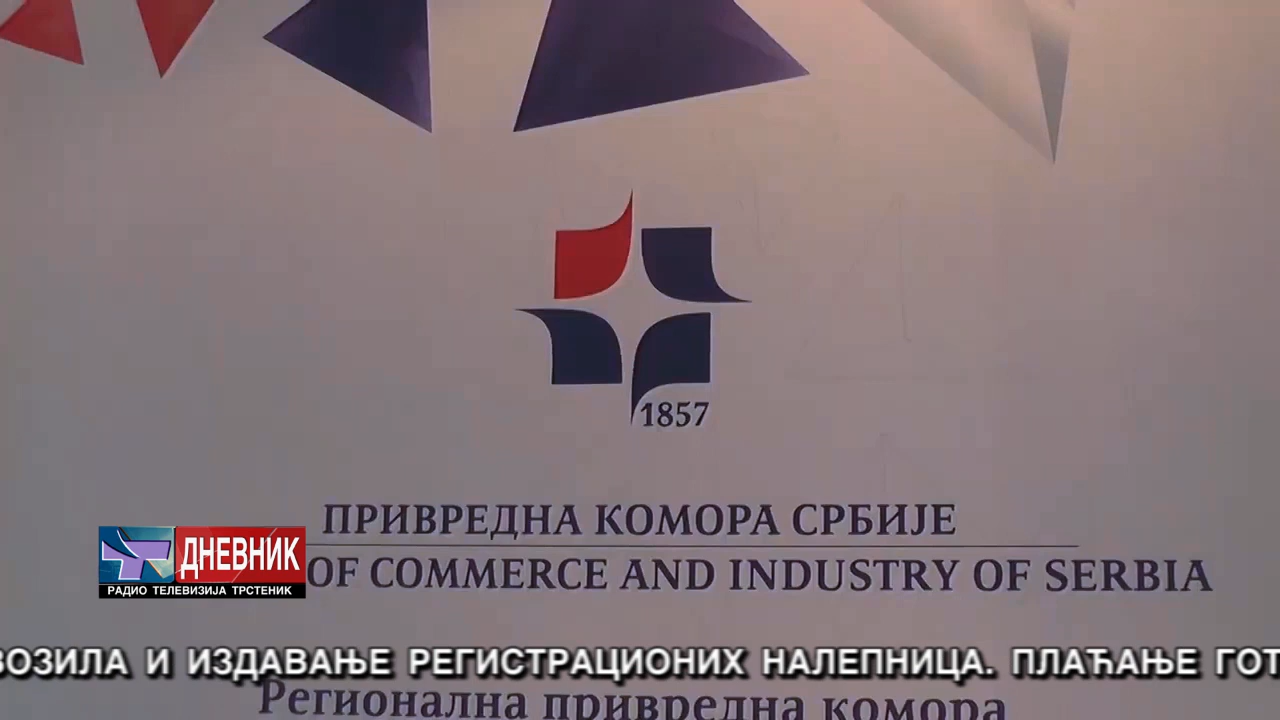 1857
ПРИВРЕДНА КОМОРА СРБИЈЕ
OF COMMERCE AND INDUSTRY OF SERBIA
ДНЕВНИК
РАДИО ТЕЛЕВИЗИЈА ТРСТЕНИК
ВОЗИЛА И ИЗДАВАЊЕ РЕГИСТРАЦИОНИХ НАЛЕПНИЦА. ПЛАЋАЊЕ ГОТ
Регионална привредна комора